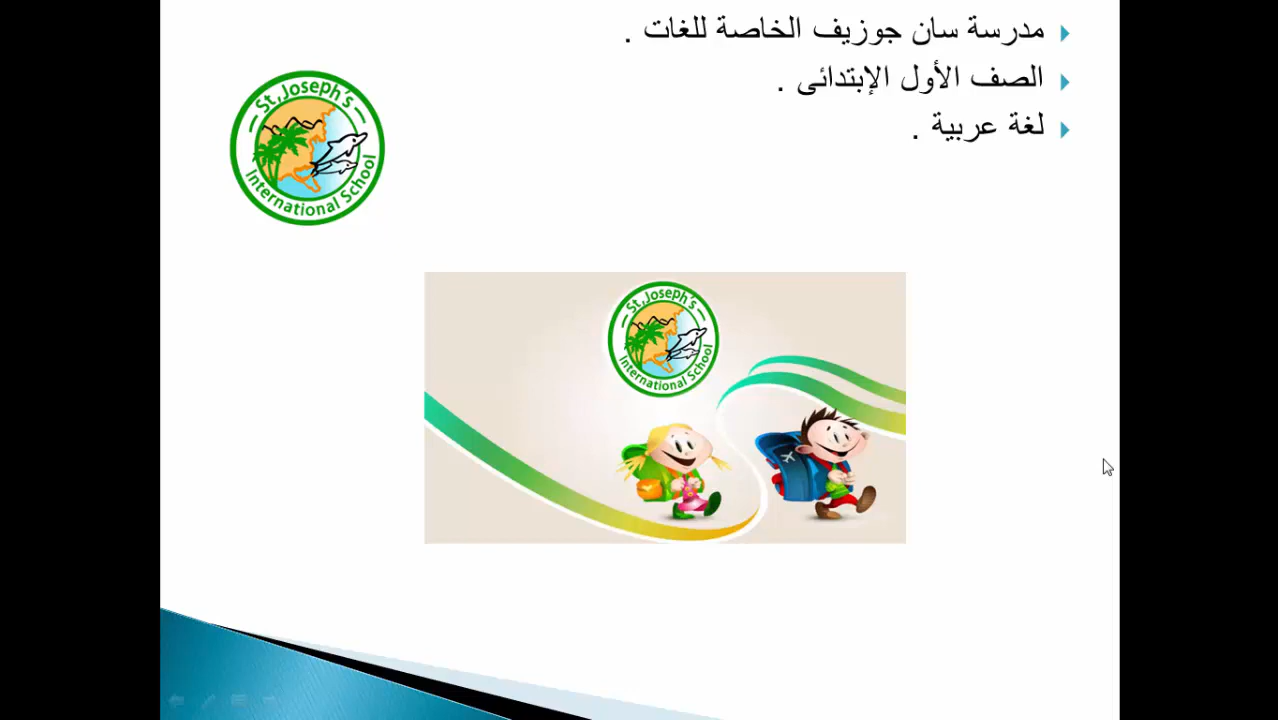 مدرسة سان جوزيف الخاصة للغات .
الصف الأول الإبتدائى .
لغة عربية .
St,Joseph's
International School
St,Joseph's
International School